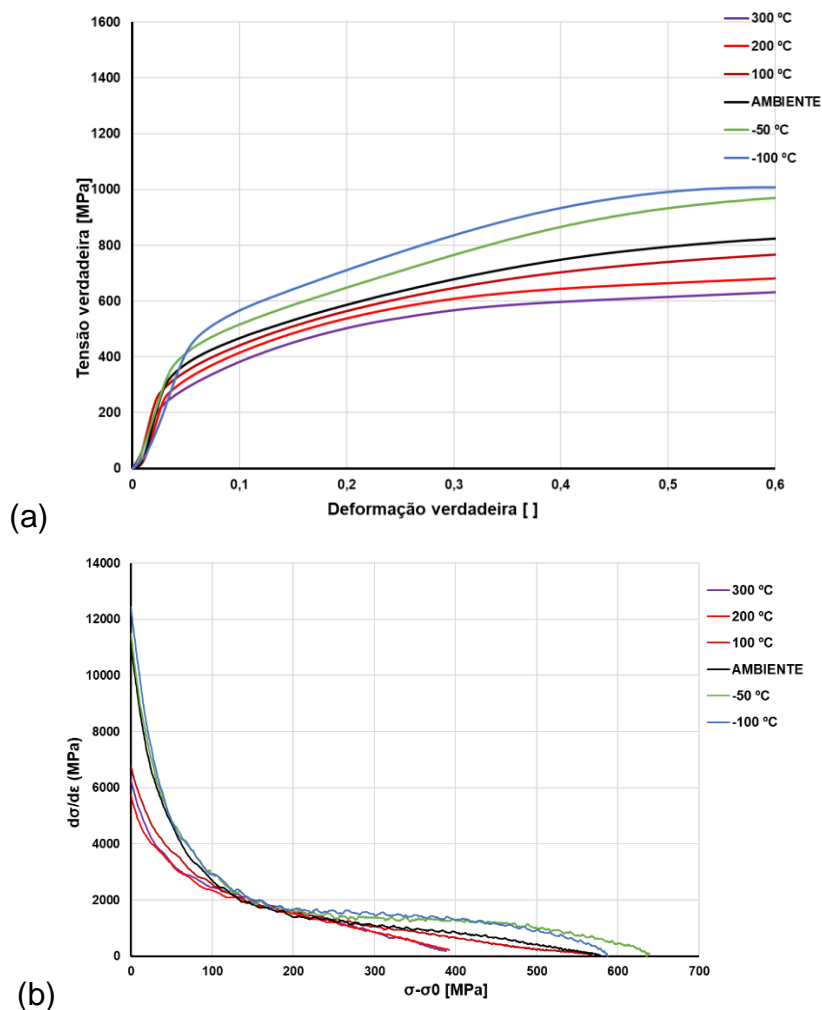 1600
1400
1200
1000
800
600
400
200
0
Tensão verdadeira [MPa]
300 ºC
200 ºC
100 ºC
AMBIENTE
-50 ºC
-100 ºC
0 0,1 0,2 0,3 0,4 0,5 0,6
Deformação verdadeira [ ]
(a)
14000
12000
10000
8000
6000
4000
2000
0
dσ/dε (MPa)
300 ºC
200 ºC
100 ºC
AMBIENTE
-50 ºC
-100 ºC
0 100 200 300 400 500 600 700
σ-σ0 [MPa]
(b)